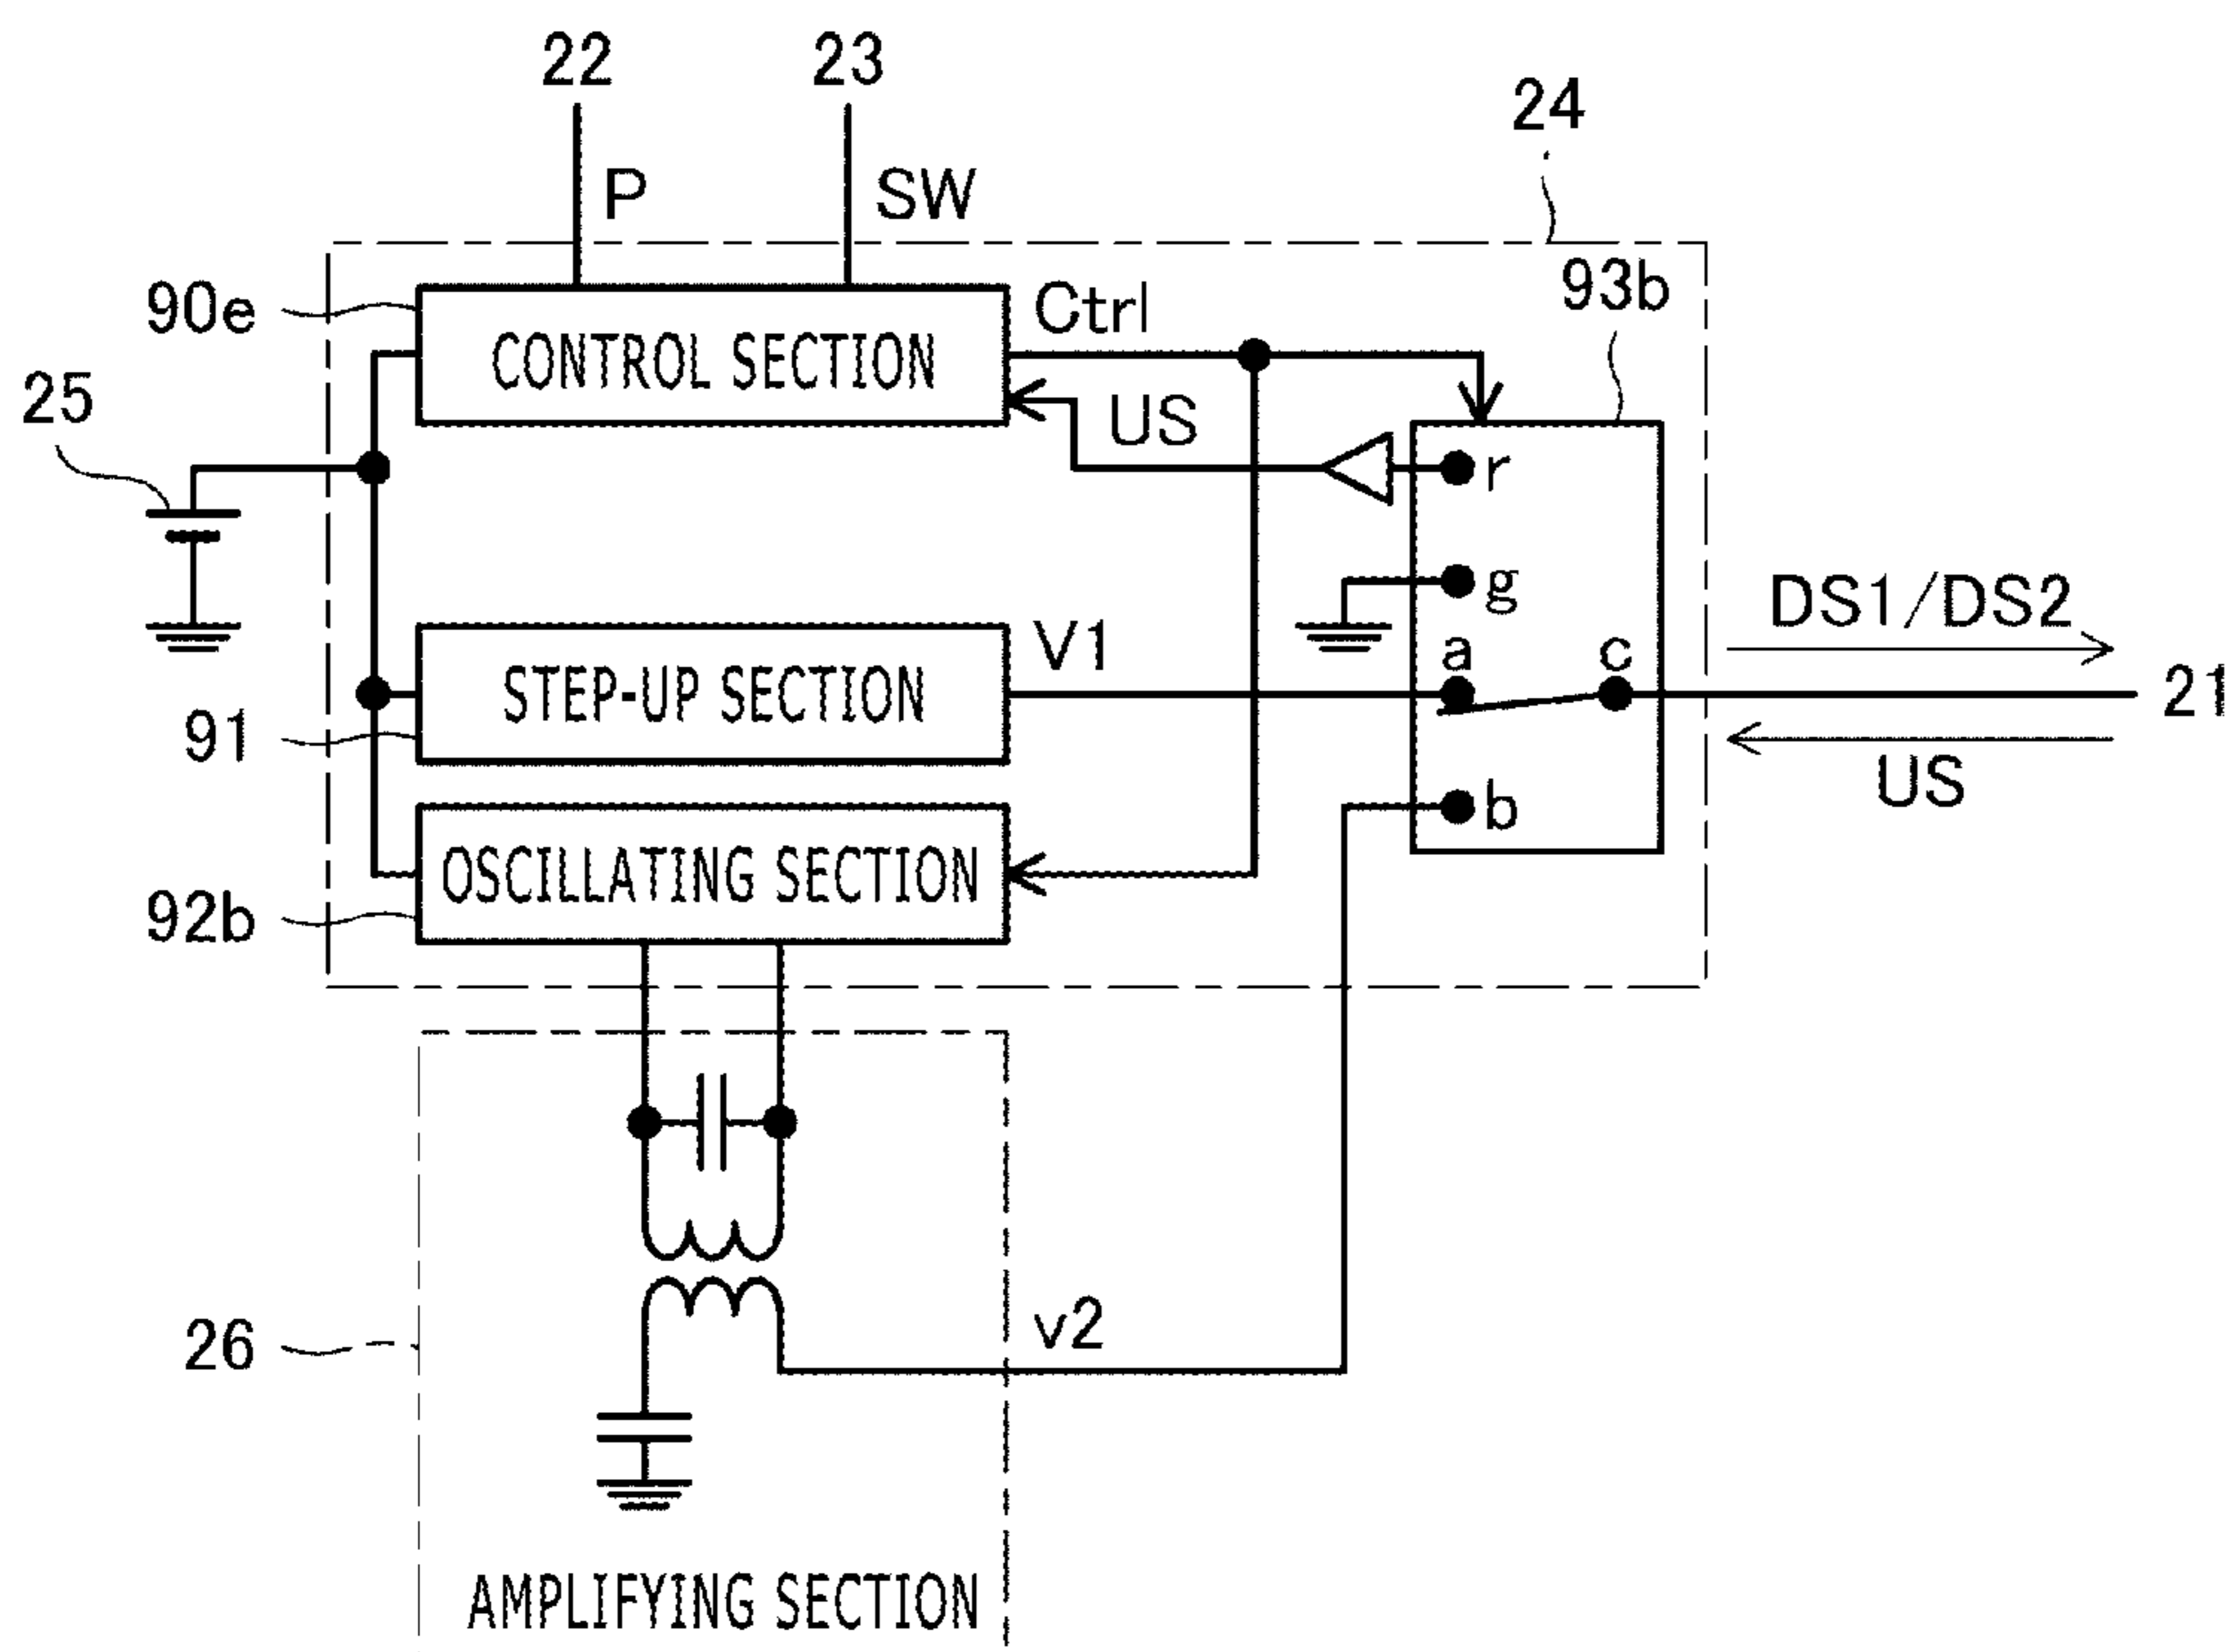 22
23
24
P
SW
90e
Ctrl
93b
CONTROL SECTION
25
US
r
g
DS1/DS2
V1
a
c
STEP-UP SECTION
21
91
US
b
OSCILLATING SECTION
92b
v2
26
AMPLIFYING SECTION